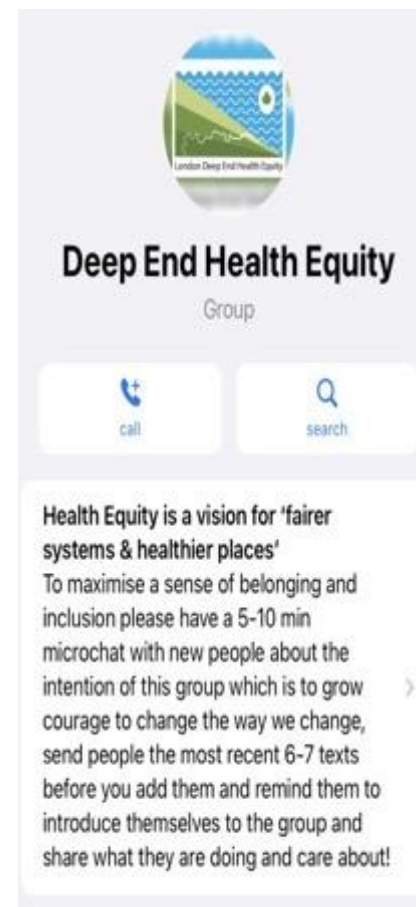 London Deep End Health Equity
Deep End Health Equity
Group
call
search
Health Equity is a vision for ‘fairer
systems & healthier places’
To maximise a sense of belonging and
inclusion please have a 5-10 min
microchat with new people about the
intention of this group which is to grow
courage to change the way we change,
send people the most recent 6-7 texts
before you add them and remind them to
introduce themselves to the group and
share what they are doing and care about!